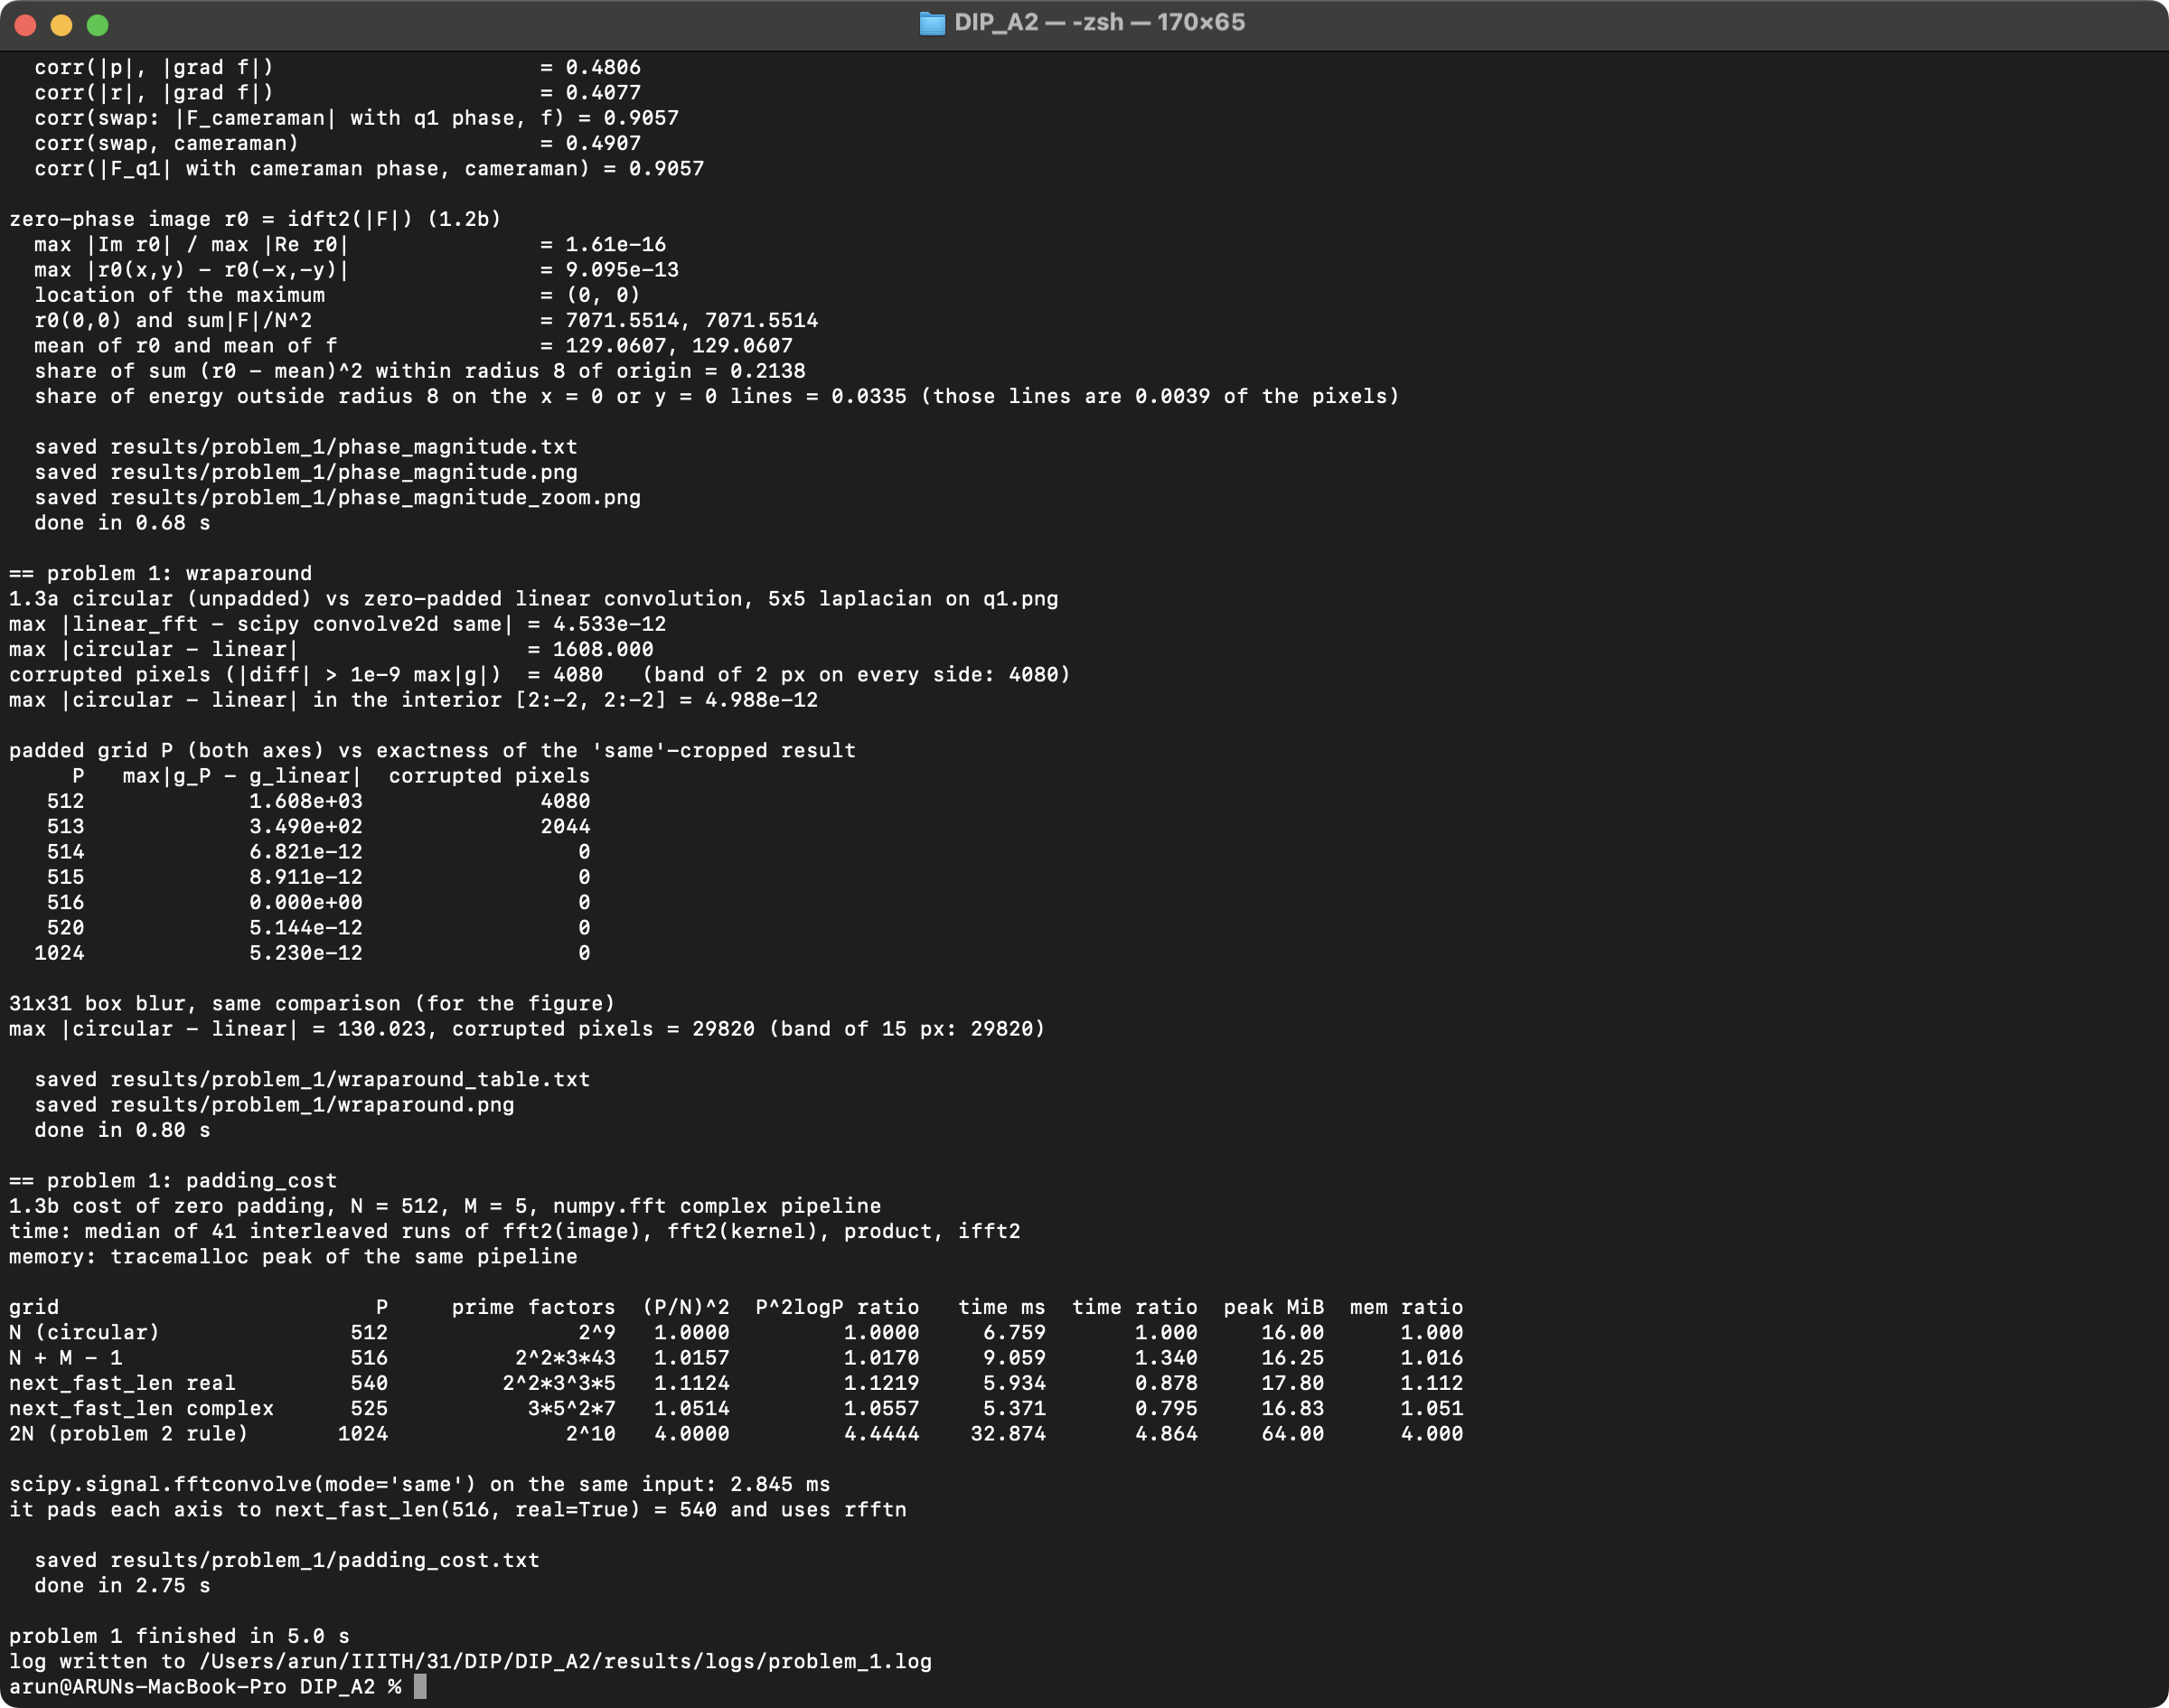 DIP_A2 — -zsh — 170×65
corr(|p|, |grad f|) = 0.4806
corr(|r|, |grad f|) = 0.4077
corr(swap: |F_cameraman| with q1 phase, f) = 0.9057
corr(swap, cameraman) = 0.4907
corr(|F_q1| with cameraman phase, cameraman) = 0.9057
zero-phase image r0 = idft2(|F|) (1.2b)
max |Im r0| / max |Re r0| = 1.61e-16
max |r0(x,y) - r0(-x,-y)| = 9.095e-13
location of the maximum = (0, 0)
r0(0,0) and sum|F|/N^2 = 7071.5514, 7071.5514
mean of r0 and mean of f = 129.0607, 129.0607
share of sum (r0 - mean)^2 within radius 8 of origin = 0.2138
share of energy outside radius 8 on the x = 0 or y = 0 lines = 0.0335 (those lines are 0.0039 of the pixels)
saved results/problem_1/phase_magnitude.txt
saved results/problem_1/phase_magnitude.png
saved results/problem_1/phase_magnitude_zoom.png
done in 0.68 s
== problem 1: wraparound
1.3a circular (unpadded) vs zero-padded linear convolution, 5x5 laplacian on q1.png
max |linear_fft - scipy convolve2d same| = 4.533e-12
max |circular - linear| = 1608.000
corrupted pixels (|diff| > 1e-9 max|g|) = 4080 (band of 2 px on every side: 4080)
max |circular - linear| in the interior [2:-2, 2:-2] = 4.988e-12
padded grid P (both axes) vs exactness of the 'same'-cropped result
P max|g_P - g_linear| corrupted pixels
512 1.608e+03 4080
513 3.490e+02 2044
514 6.821e-12 0
515 8.911e-12 0
516 0.000e+00 0
520 5.144e-12 0
1024 5.230e-12 0
31x31 box blur, same comparison (for the figure)
max |circular - linear| = 130.023, corrupted pixels = 29820 (band of 15 px: 29820)
saved results/problem_1/wraparound_table.txt
saved results/problem_1/wraparound.png
done in 0.80 s
== problem 1: padding_cost
1.3b cost of zero padding, N = 512, M = 5, numpy.fft complex pipeline
time: median of 41 interleaved runs of fft2(image), fft2(kernel), product, ifft2
memory: tracemalloc peak of the same pipeline
grid P prime factors (P/N)^2 P^2logP ratio time ms time ratio peak MiB mem ratio
N (circular) 512 2^9 1.0000 1.0000 6.759 1.000 16.00 1.000
N + M - 1 516 2^2*3*43 1.0157 1.0170 9.059 1.340 16.25 1.016
next_fast_len real 540 2^2*3^3*5 1.1124 1.1219 5.934 0.878 17.80 1.112
next_fast_len complex 525 3*5^2*7 1.0514 1.0557 5.371 0.795 16.83 1.051
2N (problem 2 rule) 1024 2^10 4.0000 4.4444 32.874 4.864 64.00 4.000
scipy.signal.fftconvolve(mode='same') on the same input: 2.845 ms
it pads each axis to next_fast_len(516, real=True) = 540 and uses rfftn
saved results/problem_1/padding_cost.txt
done in 2.75 s
problem 1 finished in 5.0 s
log written to /Users/arun/IIITH/31/DIP/DIP_A2/results/logs/problem_1.log
arun@ARUNs-MacBook-Pro DIP_A2 %